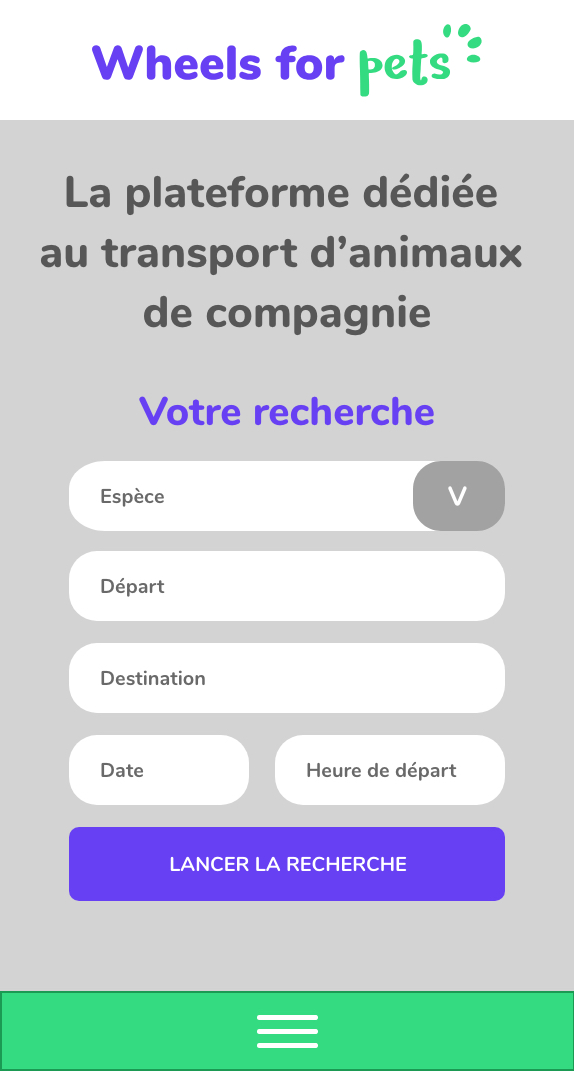 Wheels for pets
La plateforme dédiée
au transport d’animaux
de compagnie
Votre recherche
Espèce V
Départ
Destination
Date Heure de départ
LANCER LA RECHERCHE